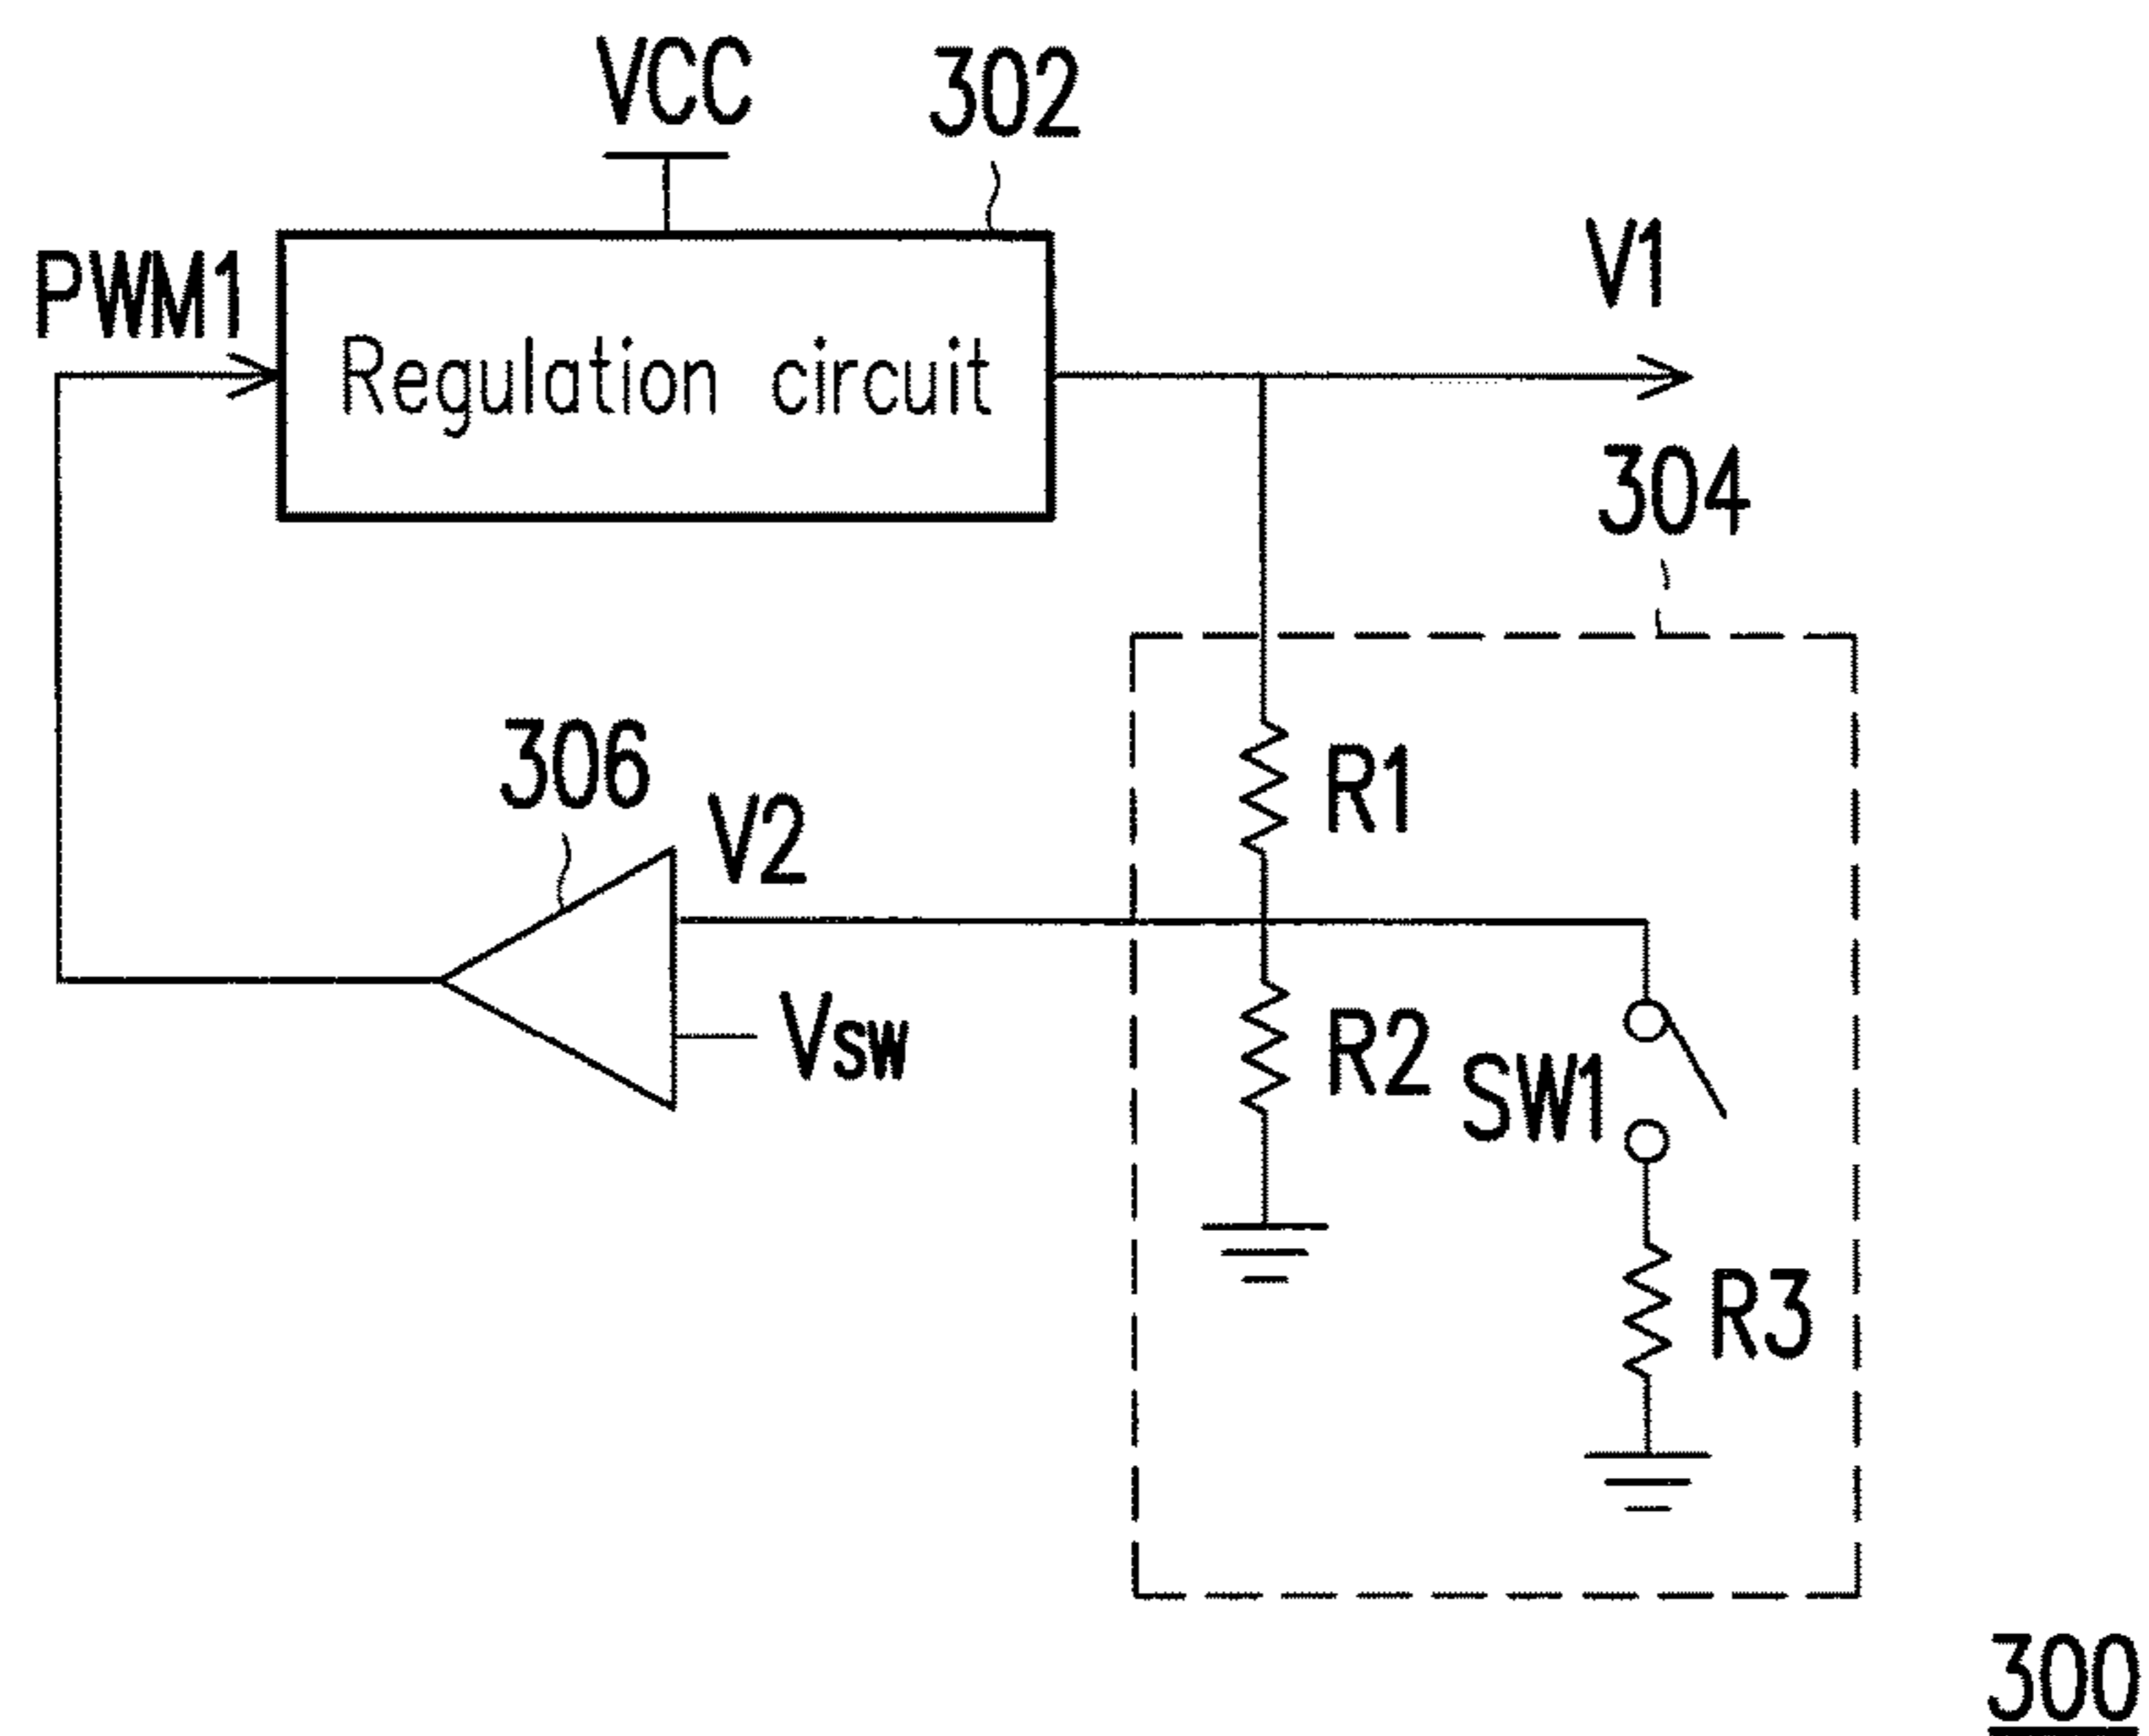 VCC
302
PWM1
Regulation circuit
V1
304
306
V2
R1
Vsw
R2
SW1
R3
300